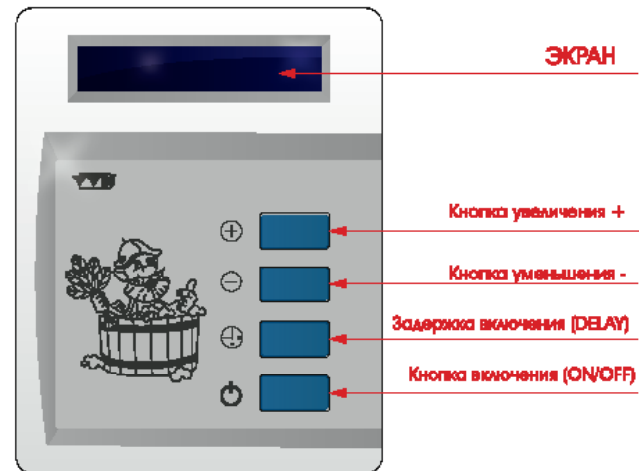 ЭКРАН
Кнопка увеличения +
Кнопка уменьшения -
Задержка включения (DELAY)
Кнопка включения (ON/OFF)